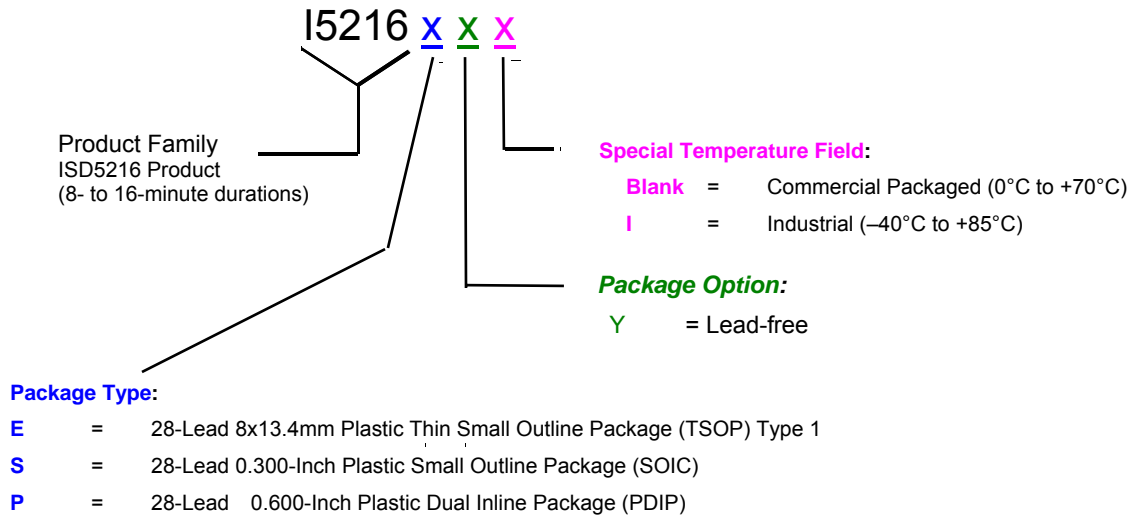 I5216 X X X
Product Family
ISD5216 Product
(8- to 16-minute durations)
Special Temperature Field:
Blank = Commercial Packaged (0°C to +70°C)
I = Industrial (–40°C to +85°C)
Package Option:
Y = Lead-free
Package Type:
E = 28-Lead 8x13.4mm Plastic Thin Small Outline Package (TSOP) Type 1
S = 28-Lead 0.300-Inch Plastic Small Outline Package (SOIC)
P = 28-Lead 0.600-Inch Plastic Dual Inline Package (PDIP)